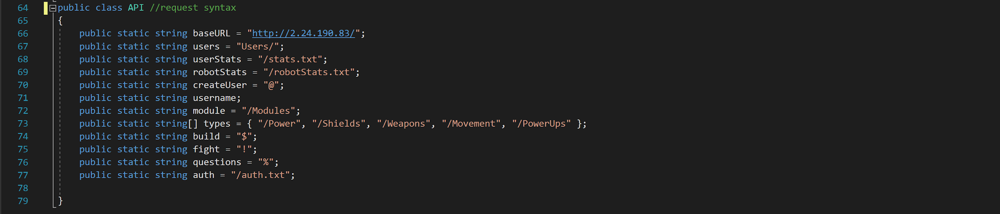 64 public class API //request syntax
65 {
66 public static string baseURL = "http://2.24.190.83/";
67 public static string users = "Users/";
68 public static string userStats = "/stats.txt";
69 public static string robotStats = "/robotStats.txt";
70 public static string createUser = "@";
71 public static string username;
72 public static string module = "/Modules";
73 public static string[] types = { "/Power", "/Shields", "/Weapons", "/Movement", "/PowerUps" };
74 public static string build = "$";
75 public static string fight = "!";
76 public static string questions = "%";
77 public static string auth = "/auth.txt";
78
79 }